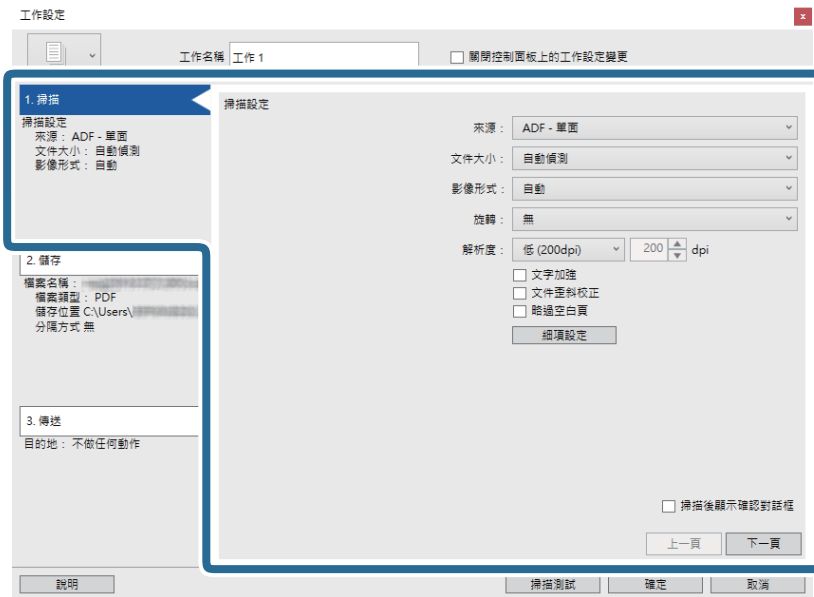 工作設定
x
工作名稱 工作 1
關閉控制面板上的工作設定變更
1. 掃描
掃描設定
來源： ADF - 單面
文件大小： 自動偵測
影像形式： 自動
2. 儲存
檔案名稱：
檔案類型： PDF
儲存位置 C:\Users\
分隔方式 無
3. 傳送
目的地： 不做任何動作
掃描設定
來源： ADF - 單面
文件大小： 自動偵測
影像形式： 自動
旋轉： 無
解析度： 低 (200dpi) 200 dpi
文字加強
文件歪斜校正
略過空白頁
細項設定
掃描後顯示確認對話框
上一頁 下一頁
說明 掃描測試 確定 取消